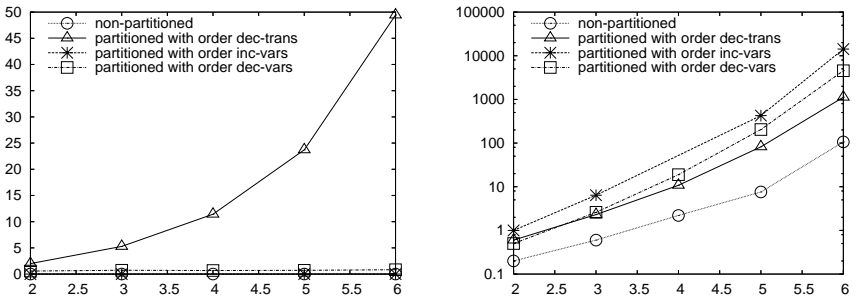 50
45
40
35
30
25
20
15
10
5
0
2 2.5 3 3.5 4 4.5 5 5.5 6
non-partitioned
partitioned with order dec-trans
partitioned with order inc-vars
partitioned with order dec-vars
100000
10000
1000
100
10
1
0.1
2 2.5 3 3.5 4 4.5 5 5.5 6
non-partitioned
partitioned with order dec-trans
partitioned with order inc-vars
partitioned with order dec-vars